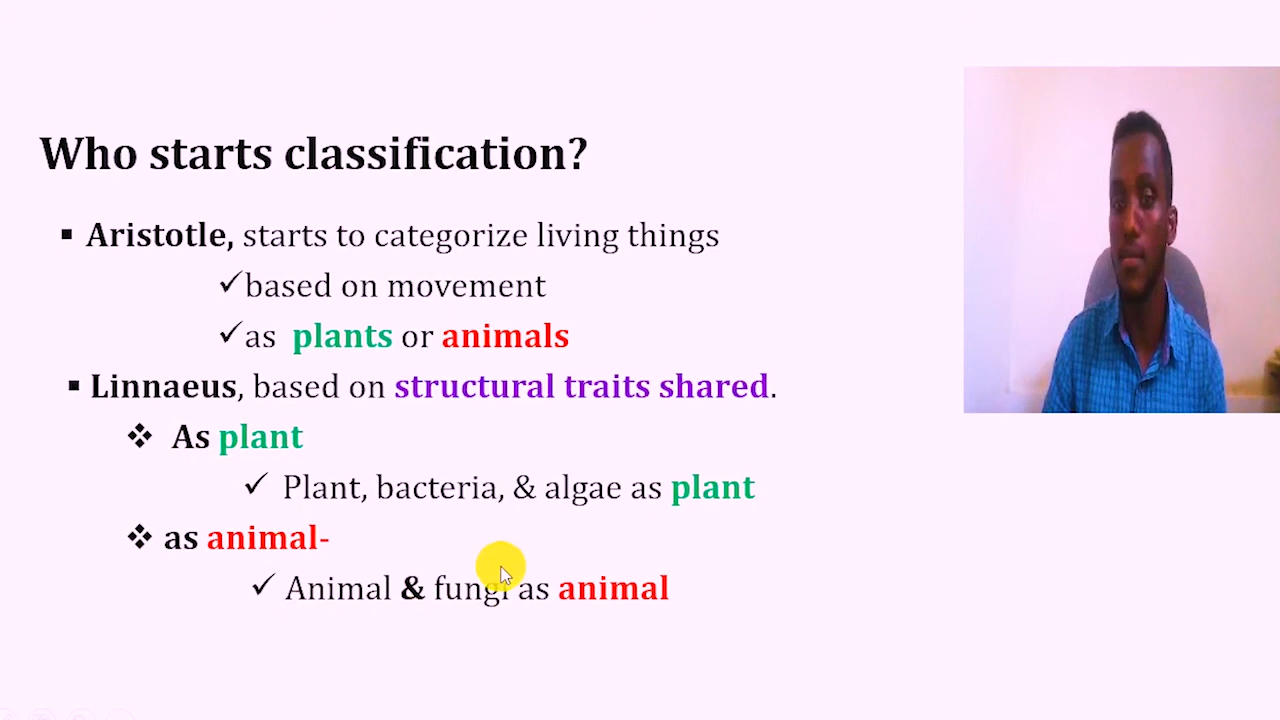 Who starts classification?
▪ Aristotle, starts to categorize living things
✓based on movement
✓as plants or animals
▪ Linnaeus, based on structural traits shared.
❖ As plant
✓ Plant, bacteria, & algae as plant
❖ as animal-
✓ Animal & fungi as animal